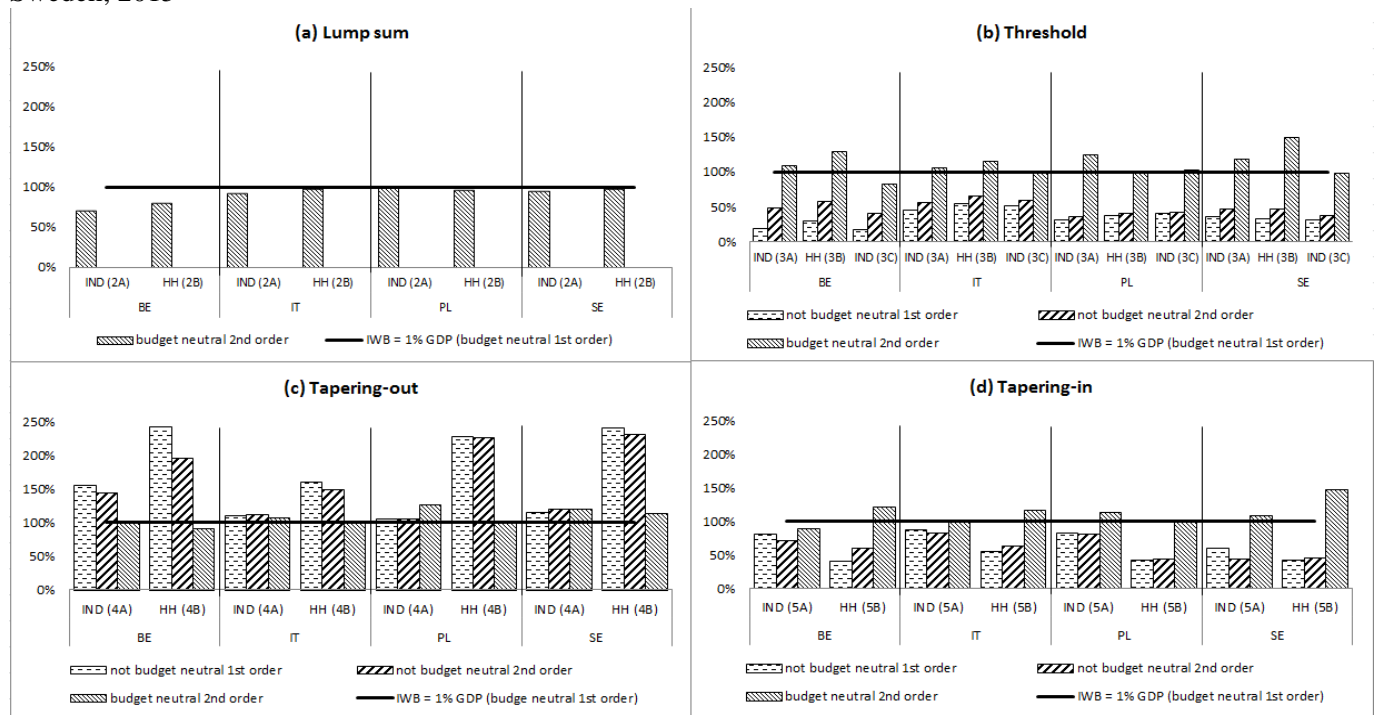 Sweden, 2015
(a) Lump sum
250%
200%
150%
100%
50%
0%
IND (2A) HH (2B) IND (2A) HH (2B) IND (2A) HH (2B) IND (2A) HH (2B)
BE IT PL SE
budget neutral 2nd order IWB = 1% GDP (budget neutral 1st order)
(b) Threshold
250%
200%
150%
100%
50%
0%
IND (3A) HH (3B) IND (3C) IND (3A) HH (3B) IND (3C) IND (3A) HH (3B) IND (3C) IND (3A) HH (3B) IND (3C)
BE IT PL SE
not budget neutral 1st order not budget neutral 2nd order
budget neutral 2nd order IWB = 1% GDP (budget neutral 1st order)
(c) Tapering-out
250%
200%
150%
100%
50%
0%
IND (4A) HH (4B) IND (4A) HH (4B) IND (4A) HH (4B) IND (4A) HH (4B)
BE IT PL SE
not budget neutral 1st order not budget neutral 2nd order
budget neutral 2nd order IWB = 1% GDP (budge neutral 1st order)
(d) Tapering-in
250%
200%
150%
100%
50%
0%
IND (5A) HH (5B) IND (5A) HH (5B) IND (5A) HH (5B) IND (5A) HH (5B)
BE IT PL SE
not budget neutral 1st order not budget neutral 2nd order
budget neutral 2nd order IWB = 1% GDP (budget neutral 1st order)